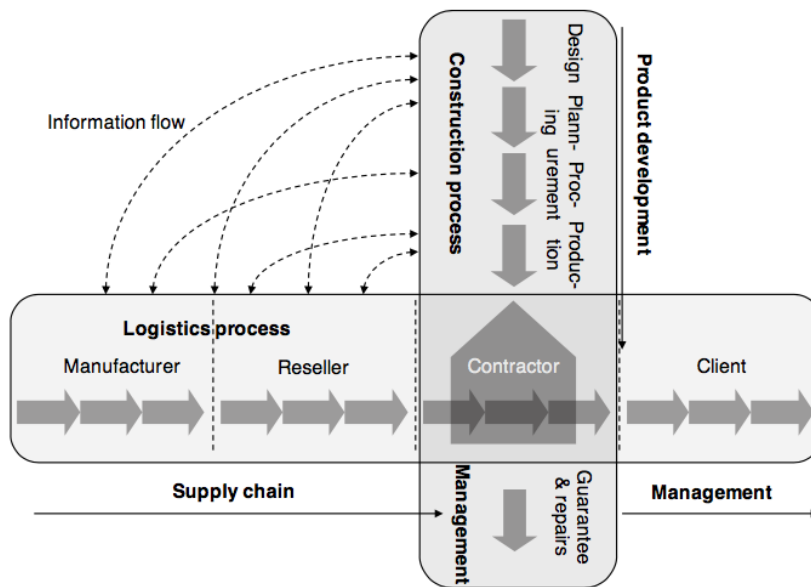 Design
Plann-
ing
Proc-
urement
Produc-
tion
Construction process
Product development
Information flow
Logistics process
Manufacturer
Reseller
Contractor
Client
Supply chain
Management
Guarantee
& repairs
Management